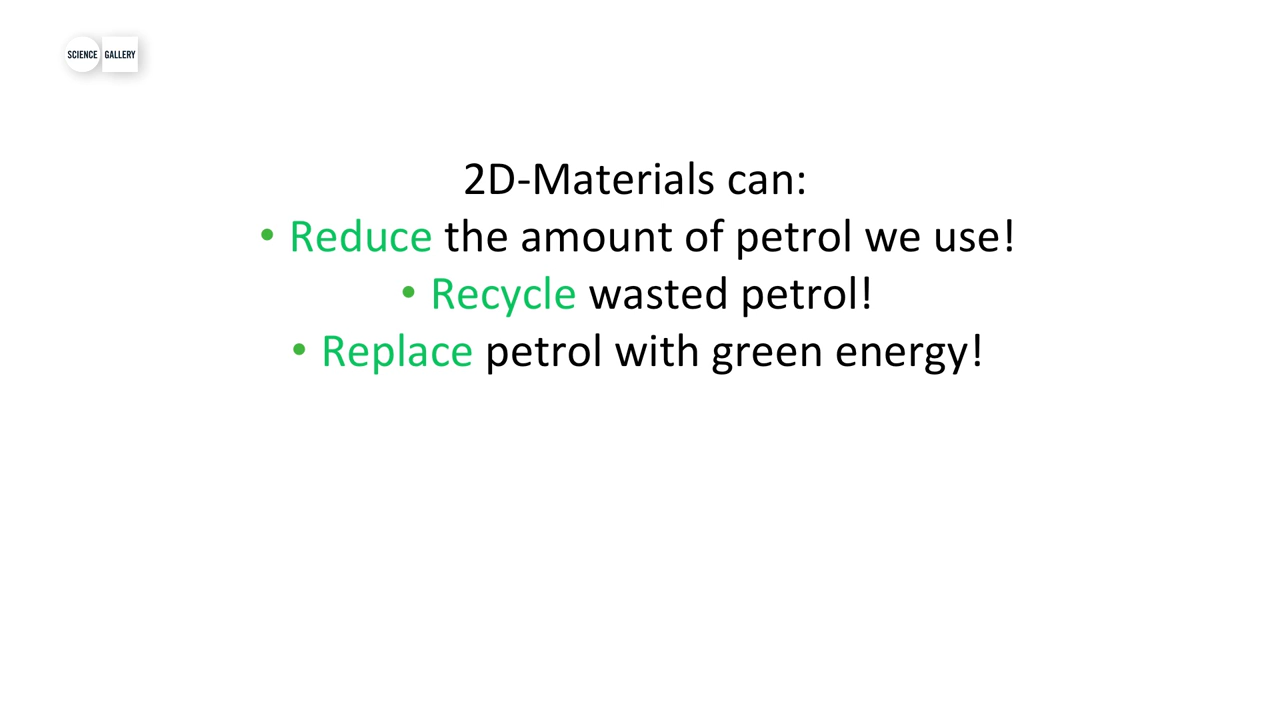 SCIENCE GALLERY
2D-Materials can:
• Reduce the amount of petrol we use!
• Recycle wasted petrol!
• Replace petrol with green energy!